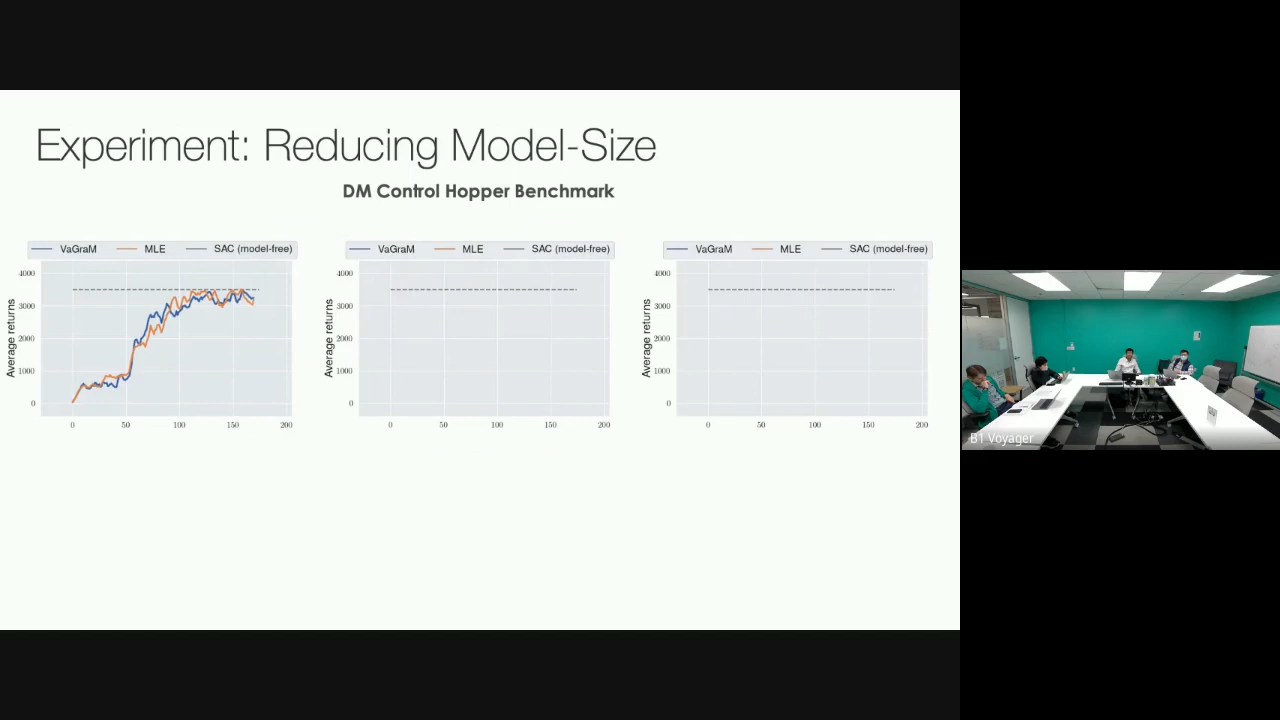 Experiment: Reducing Model-Size
DM Control Hopper Benchmark
VaGraM MLE SAC (model-free)
4000
3000
2000
1000
0
Average returns
0 50 100 150 200
VaGraM MLE SAC (model-free)
4000
3000
2000
1000
0
Average returns
0 50 100 150 200
VaGraM MLE SAC (model-free)
4000
3000
2000
1000
0
Average returns
0 50 100 150 200
B1 Voyager